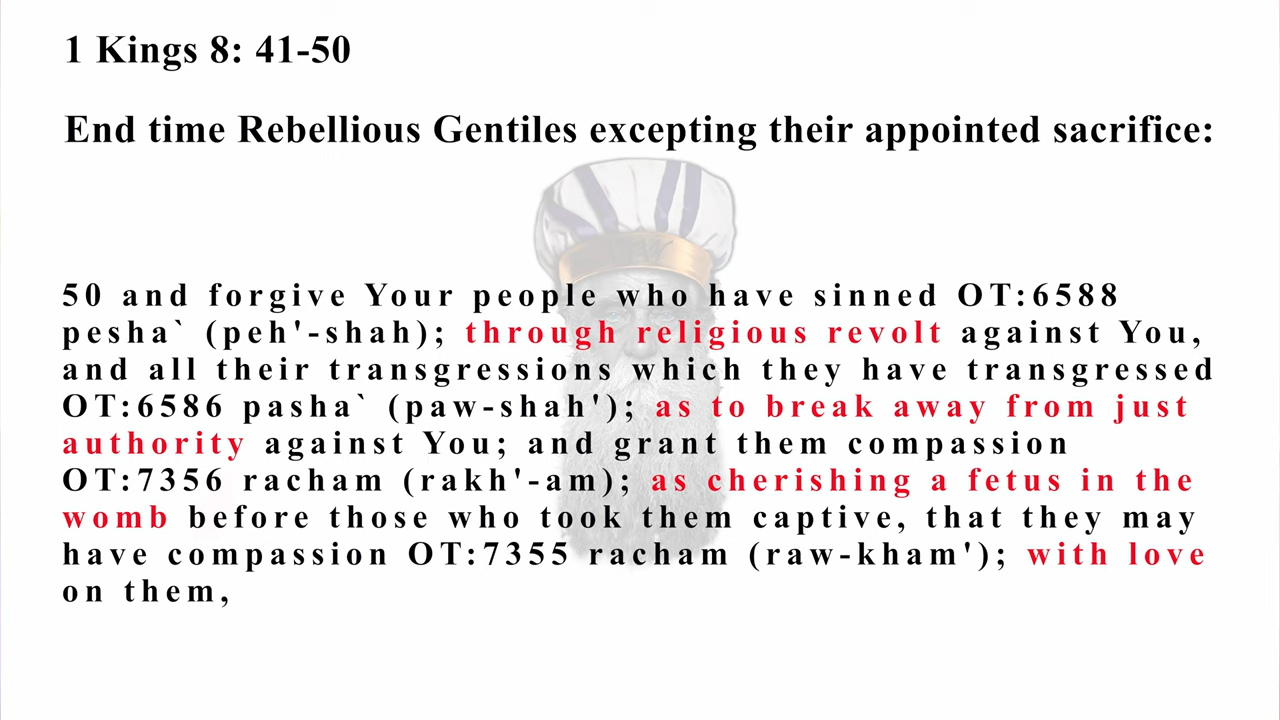 1 Kings 8: 41-50
End time Rebellious Gentiles excepting their appointed sacrifice:
50 and forgive Your people who have sinned OT:6588
pesha` (peh'-shah); through religious revolt against You,
and all their transgressions which they have transgressed
OT:6586 pasha` (paw-shah'); as to break away from just
authority against You; and grant them compassion
OT:7356 racham (rakh'-am); as cherishing a fetus in the
womb before those who took them captive, that they may
have compassion OT:7355 racham (raw-kham'); with love
on them,